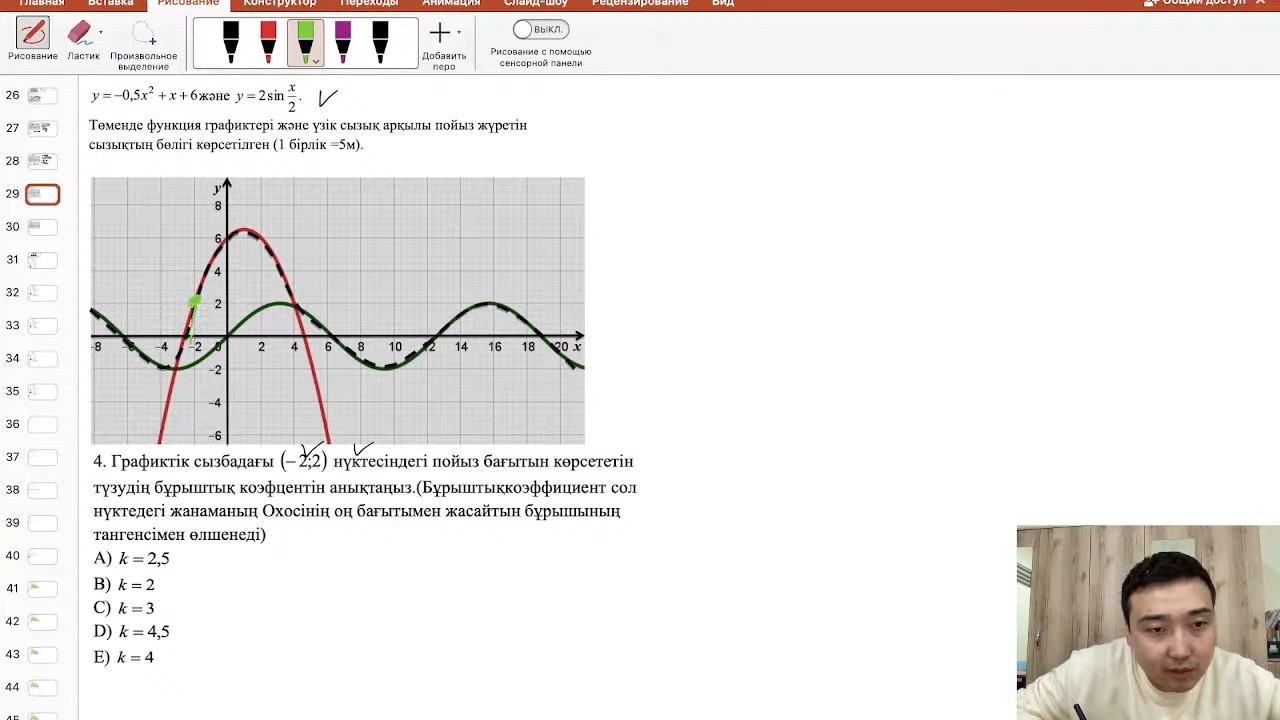 Главная Вставка Рисование Конструктор Переходы Анимация Слайд-шоу Рецензирование Вид Общий доступ
ВЫКЛ.
Рисование Ластик Произвольное выделение Добавить перо Рисование с помощью сенсорной панели
26
27
28
29
30
31
32
33
34
35
36
37
38
39
40
41
42
43
44
45
y = −0,5x² + x + 6 және y = 2sin x/2.
Төменде функция графиктері және үзік сызық арқылы пойыз жүретін
сызықтың бөлігі көрсетілген (1 бірлік =5м).
y
8
6
4
2
-8 -6 -4 -2 0 2 4 6 8 10 12 14 16 18 20 x
-2
-4
-6
4. Графиктік сызбадағы (− 2;2) нүктесіндегі пойыз бағытын көрсететін
түзудің бұрыштық коэфцентін анықтаңыз.(Бұрыштықкоэффициент сол
нүктедегі жанаманың Охосінің оң бағытымен жасайтын бұрышының
тангенсімен өлшенеді)
A) k = 2,5
B) k = 2
C) k = 3
D) k = 4,5
E) k = 4